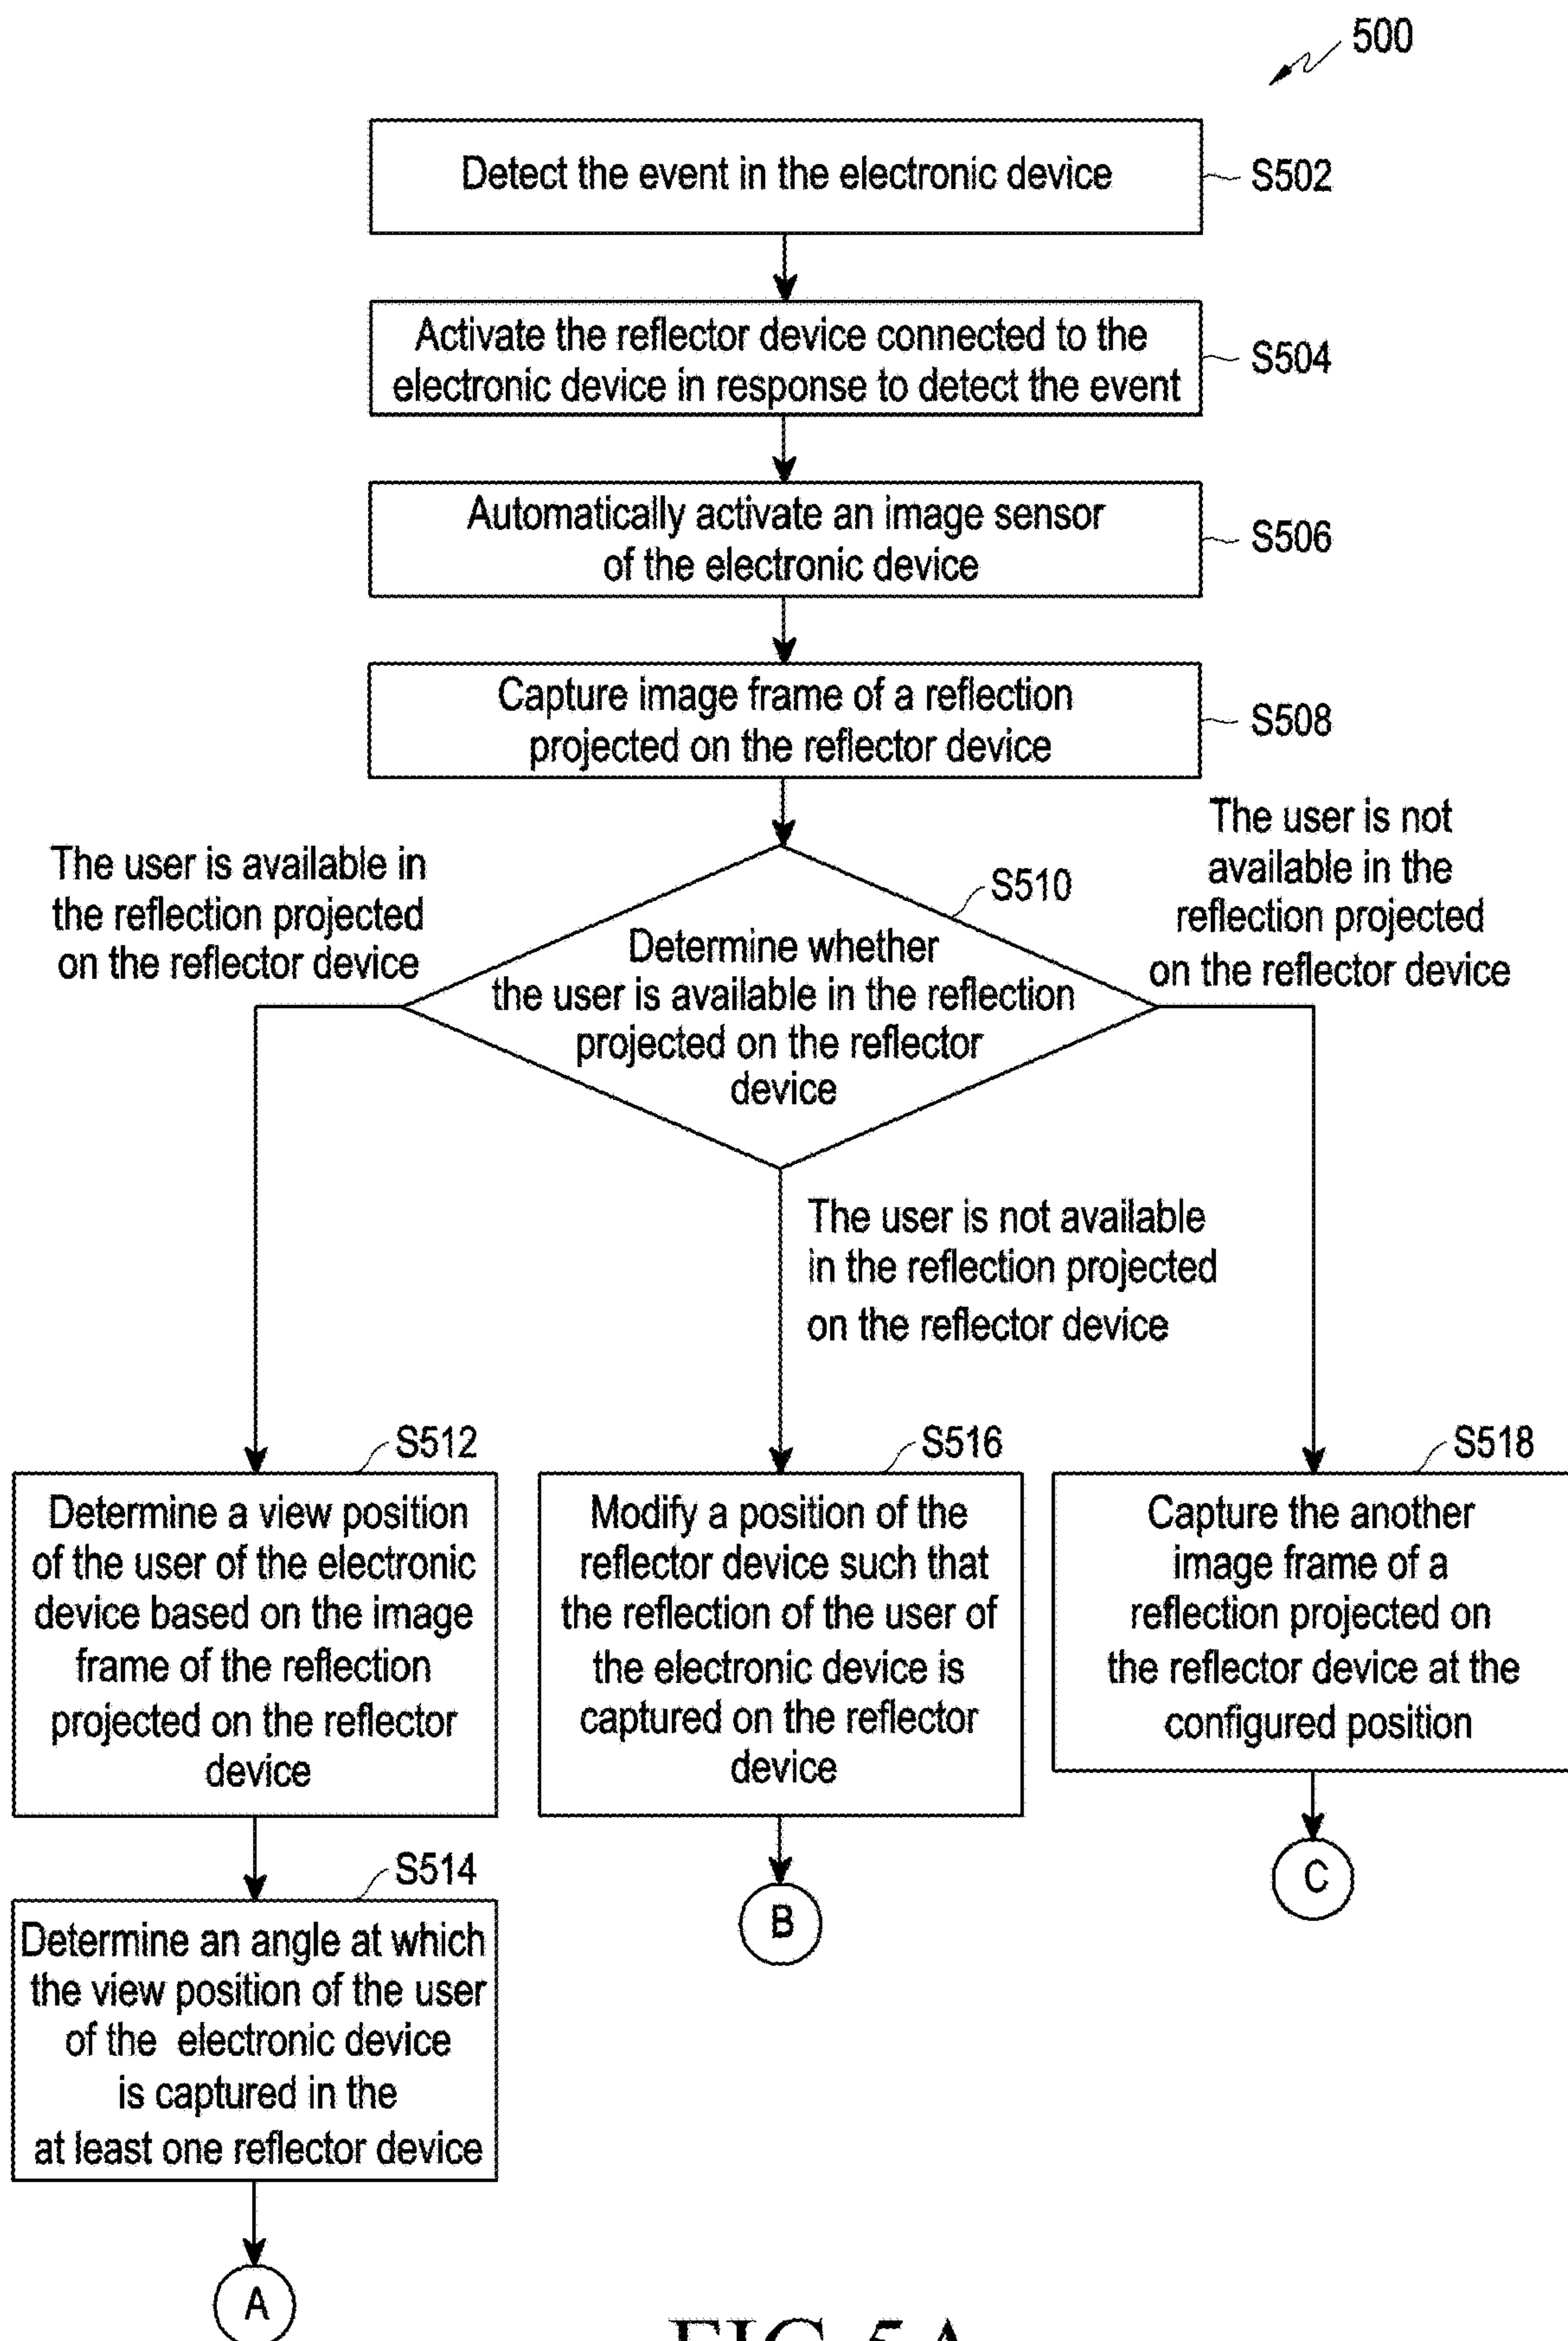 500
Detect the event in the electronic device
S502
Activate the reflector device connected to the
electronic device in response to detect the event
S504
Automatically activate an image sensor
of the electronic device
S506
Capture image frame of a reflection
projected on the reflector device
S508
The user is available in
the reflection projected
on the reflector device
S510
Determine whether
the user is available in the reflection
projected on the reflector
device
The user is not
available in the
reflection projected
on the reflector device
The user is not available
in the reflection projected
on the reflector device
S512
Determine a view position
of the user of the electronic
device based on the image
frame of the reflection
projected on the reflector
device
S516
Modify a position of the
reflector device such that
the reflection of the user of
the electronic device is
captured on the reflector
device
S518
Capture the another
image frame of a
reflection projected on
the reflector device at the
configured position
S514
Determine an angle at which
the view position of the user
of the electronic device
is captured in the
at least one reflector device
B
C
A
FIG.5A